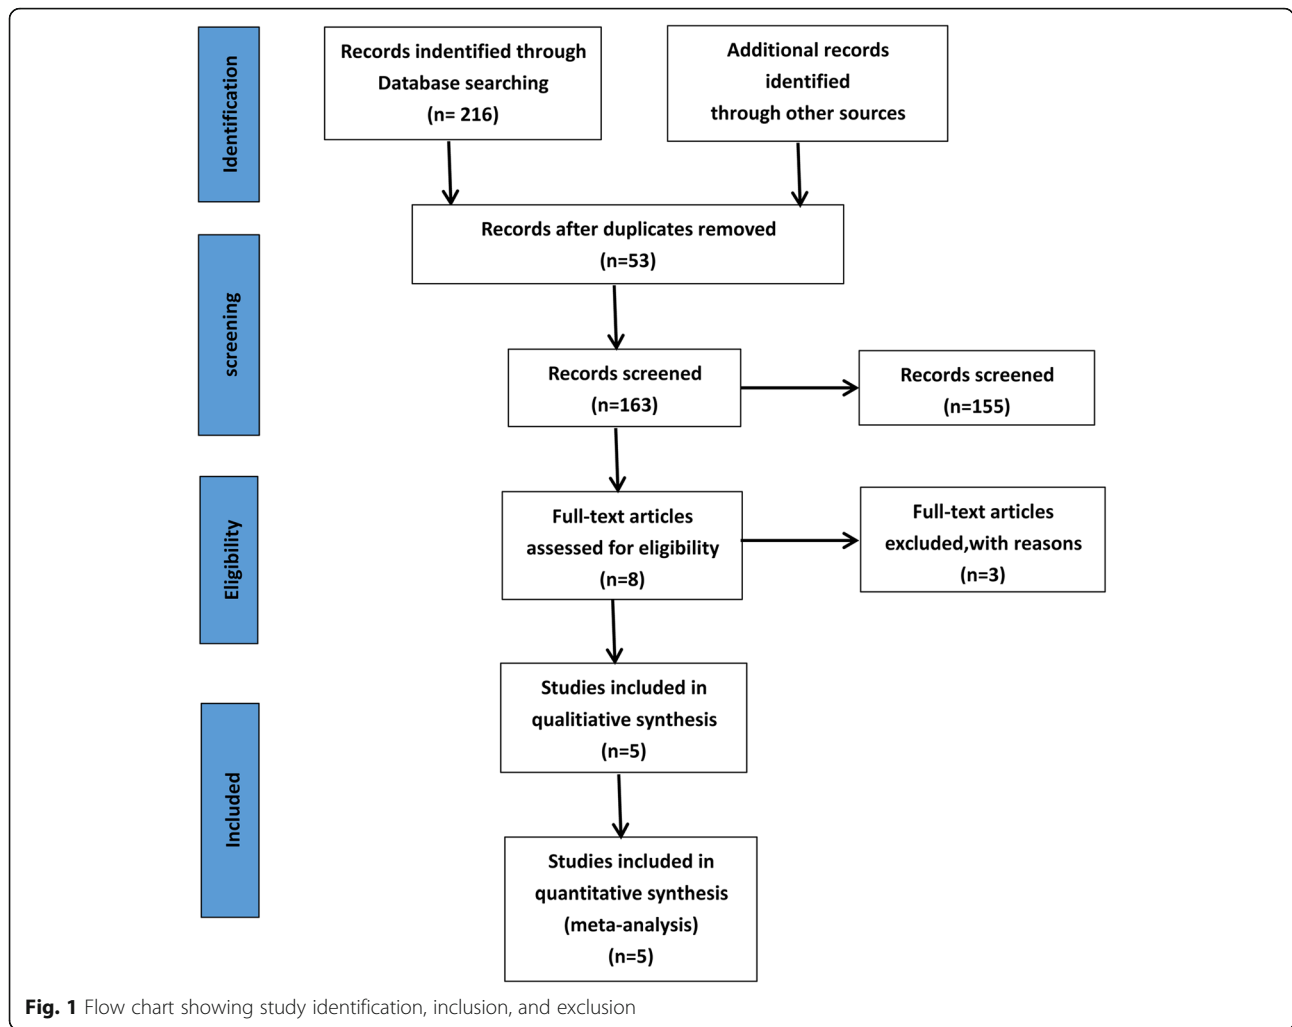 Identification
Records indentified through
Database searching
(n= 216)
Additional records
identified
through other sources
screening
Records after duplicates removed
(n=53)
Records screened
(n=163)
Records screened
(n=155)
Eligibility
Full-text articles
assessed for eligibility
(n=8)
Full-text articles
excluded,with reasons
(n=3)
Included
Studies included in
qualitiative synthesis
(n=5)
Studies included in
quantitative synthesis
(meta-analysis)
(n=5)
Fig. 1 Flow chart showing study identification, inclusion, and exclusion